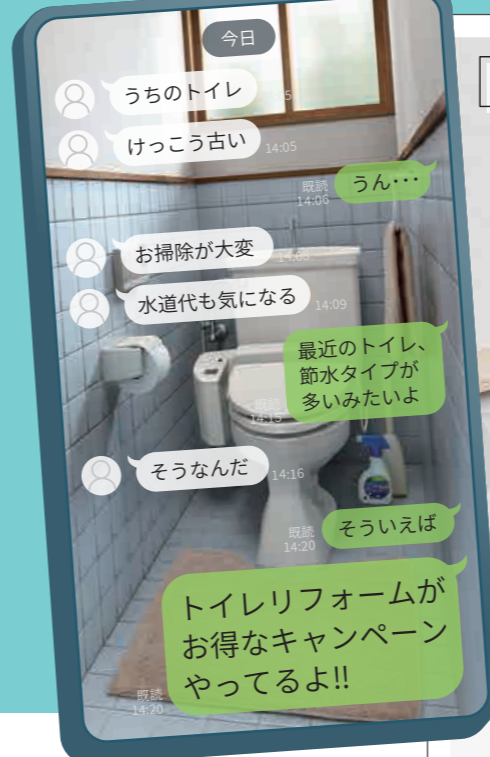 今日
うちのトイレ
けっこう古い
14:05
うん･･･
既読
14:06
お掃除が大変
水道代も気になる
14:09
最近のトイレ、
節水タイプが
多いみたいよ
既読
14:15
そうなんだ
14:16
そういえば
既読
14:20
トイレリフォームが
お得なキャンペーン
やってるよ!!
既読
14:20